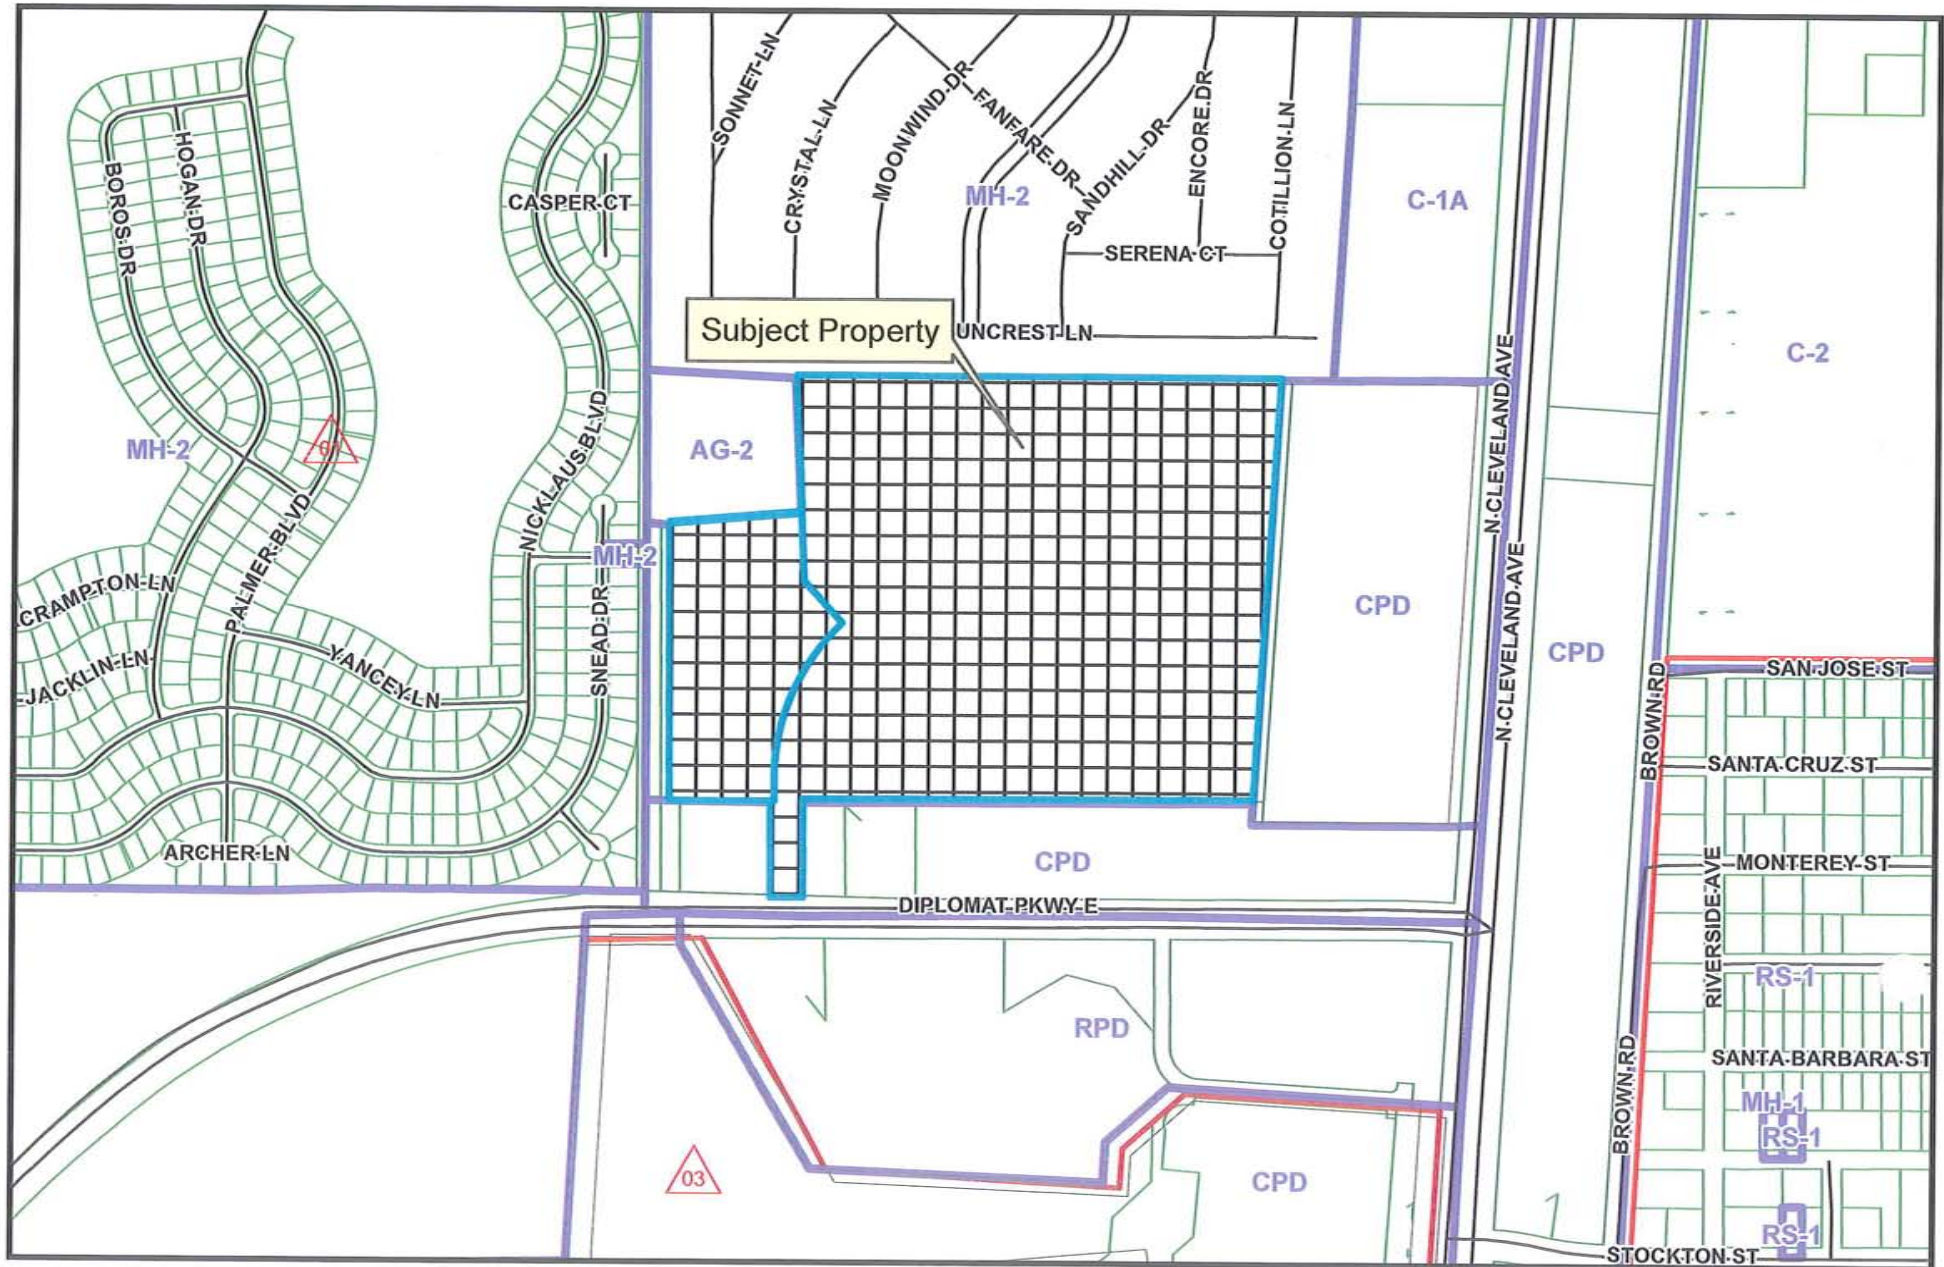 SONNET LN
CRYSTAL LN
MOONWIND DR
FANFARE DR
SANDHILL DR
ENCORE DR
COTILLION LN
HOGAN DR
BOROS DR
CASPER CT
MH-2
C-1A
SERENA CT
Subject Property
UNCREST LN
C-2
N CLEVELAND AVE
MH-2
AG-2
NICKLAUS BLVD
PALMER BLVD
MH-2
CRAMPTON LN
SNEAD DR
CPD
N CLEVELAND AVE
CPD
JACKLIN LN
YANCEY LN
BROWN RD
SAN JOSE ST
SANTA CRUZ ST
ARCHER LN
CPD
MONTEREY ST
DIPLOMAT PKWY E
RIVERSIDE AVE
RS-1
RPD
SANTA BARBARA ST
BROWN RD
MH-1
RS-1
03
CPD
RS-1
STOCKTON ST